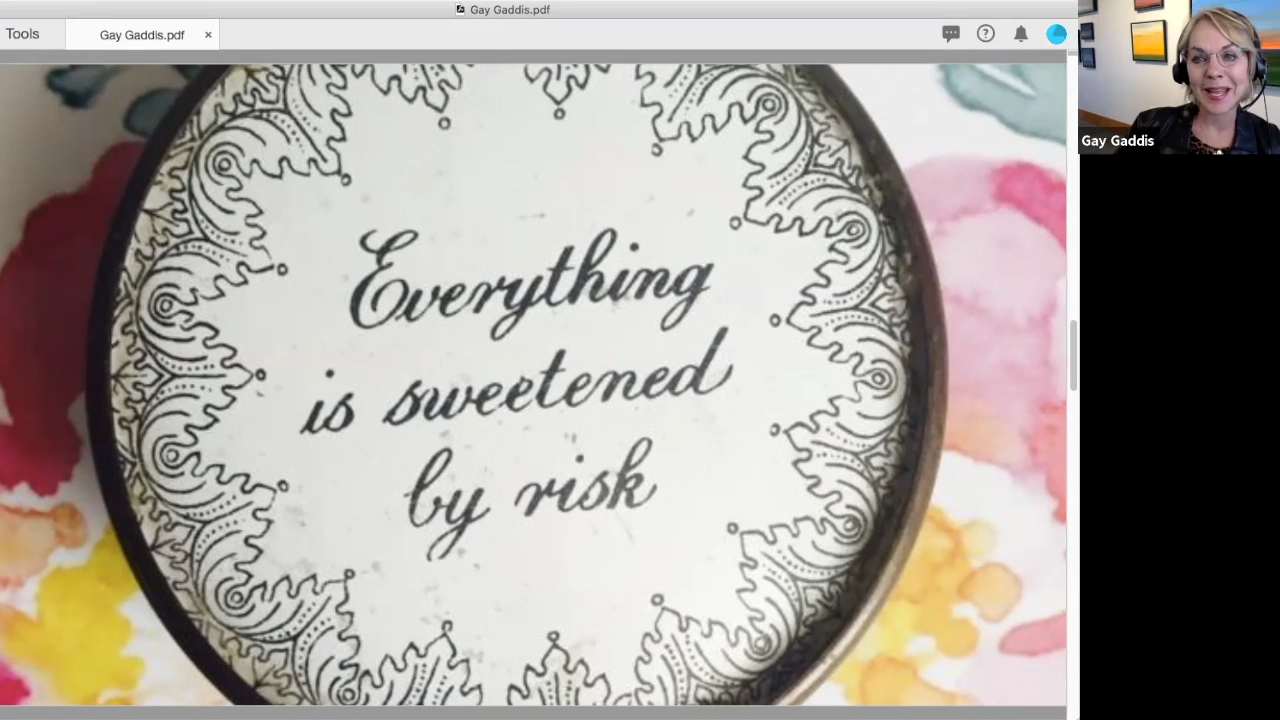 Gay Gaddis.pdf
Tools
Gay Gaddis.pdf ×
Gay Gaddis
Everything
is sweetened
by risk